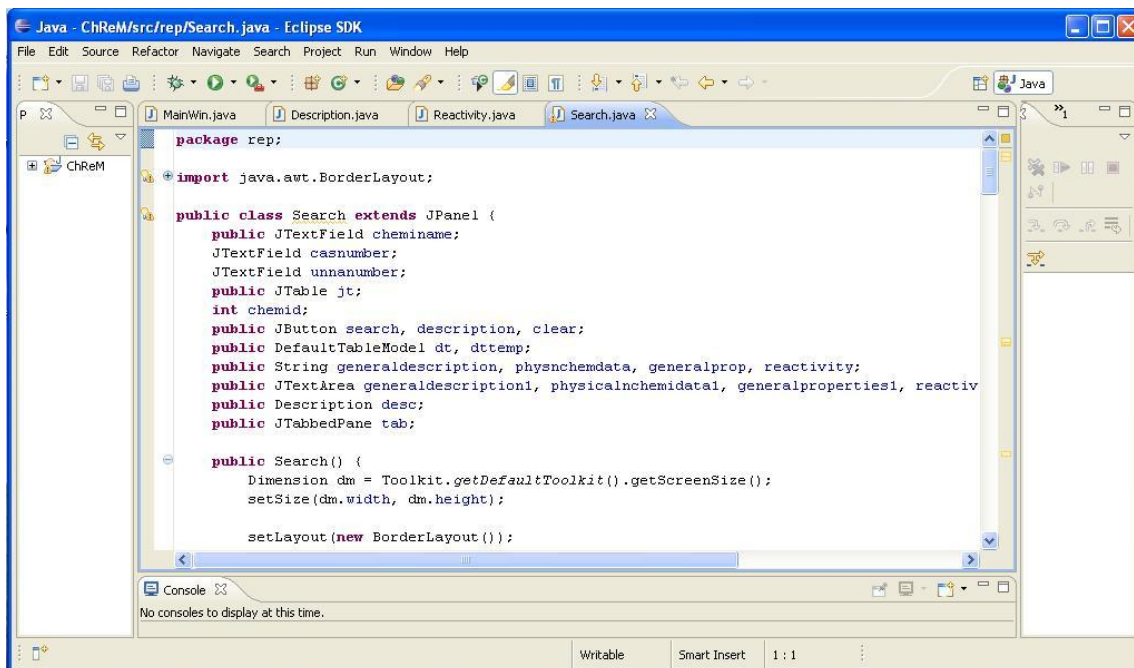 Java - ChReM/src/rep/Search.java - Eclipse SDK
File Edit Source Refactor Navigate Search Project Run Window Help
Java
P
MainWin.java Description.java Reactivity.java Search.java
»1
ChReM
package rep;
import java.awt.BorderLayout;
public class Search extends JPanel {
public JTextField cheminame;
JTextField casnumber;
JTextField unnanumber;
public JTable jt;
int chemid;
public JButton search, description, clear;
public DefaultTableModel dt, dttemp;
public String generaldescription, physnchemdata, generalprop, reactivity;
public JTextArea generaldescription1, physicalnchemidata1, generalproperties1, reactiv
public Description desc;
public JTabbedPane tab;
public Search() {
Dimension dm = Toolkit.getDefaultToolkit().getScreenSize();
setSize(dm.width, dm.height);
setLayout(new BorderLayout());
Console
No consoles to display at this time.
Writable Smart Insert 1 : 1